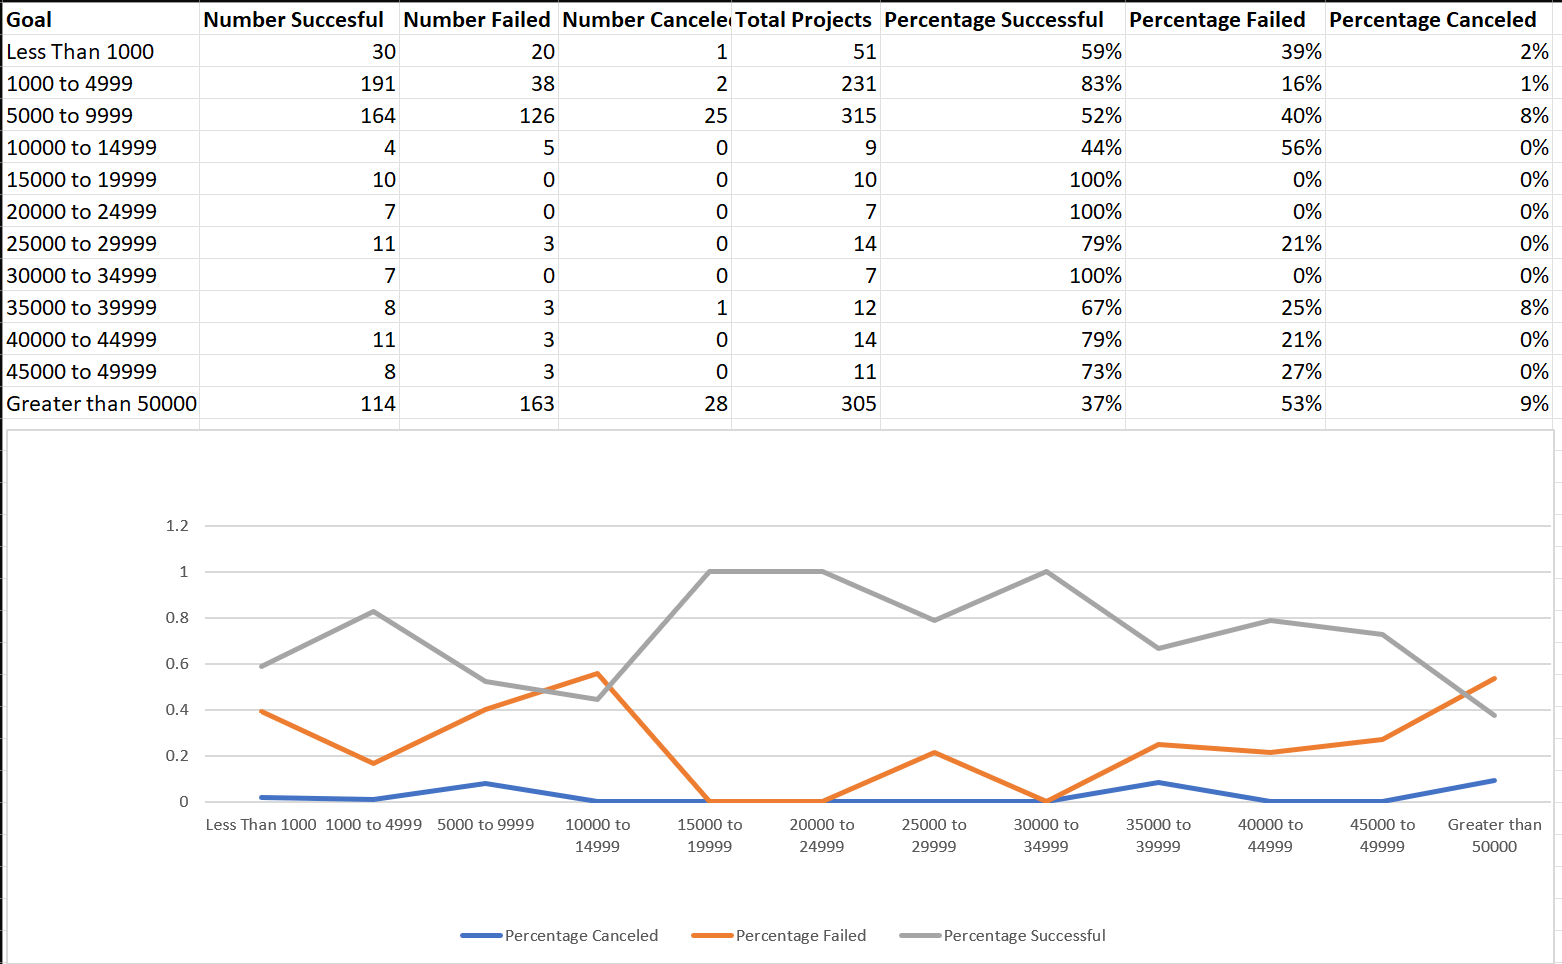 Goal Number Succesful Number Failed Number Cancele Total Projects Percentage Successful Percentage Failed Percentage Canceled
Less Than 1000 30 20 1 51 59% 39% 2%
1000 to 4999 191 38 2 231 83% 16% 1%
5000 to 9999 164 126 25 315 52% 40% 8%
10000 to 14999 4 5 0 9 44% 56% 0%
15000 to 19999 10 0 0 10 100% 0% 0%
20000 to 24999 7 0 0 7 100% 0% 0%
25000 to 29999 11 3 0 14 79% 21% 0%
30000 to 34999 7 0 0 7 100% 0% 0%
35000 to 39999 8 3 1 12 67% 25% 8%
40000 to 44999 11 3 0 14 79% 21% 0%
45000 to 49999 8 3 0 11 73% 27% 0%
Greater than 50000 114 163 28 305 37% 53% 9%
1.2
1
0.8
0.6
0.4
0.2
0
Less Than 1000 1000 to 4999 5000 to 9999 10000 to 15000 to 20000 to 25000 to 30000 to 35000 to 40000 to 45000 to Greater than
14999 19999 24999 29999 34999 39999 44999 49999 50000
Percentage Canceled Percentage Failed Percentage Successful